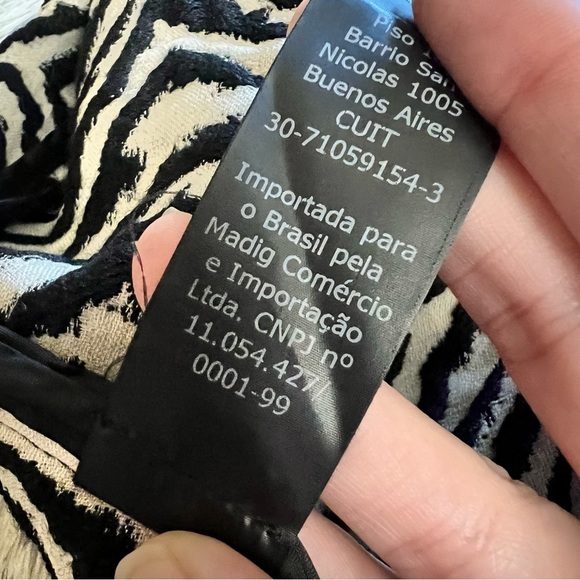 Piso
Barrio San
Nicolas 1005
Buenos Aires
CUIT
30-71059154-3
Importada para
o Brasil pela
Madig Comércio
e Importação
Ltda. CNPJ nº
11.054.427/
0001-99